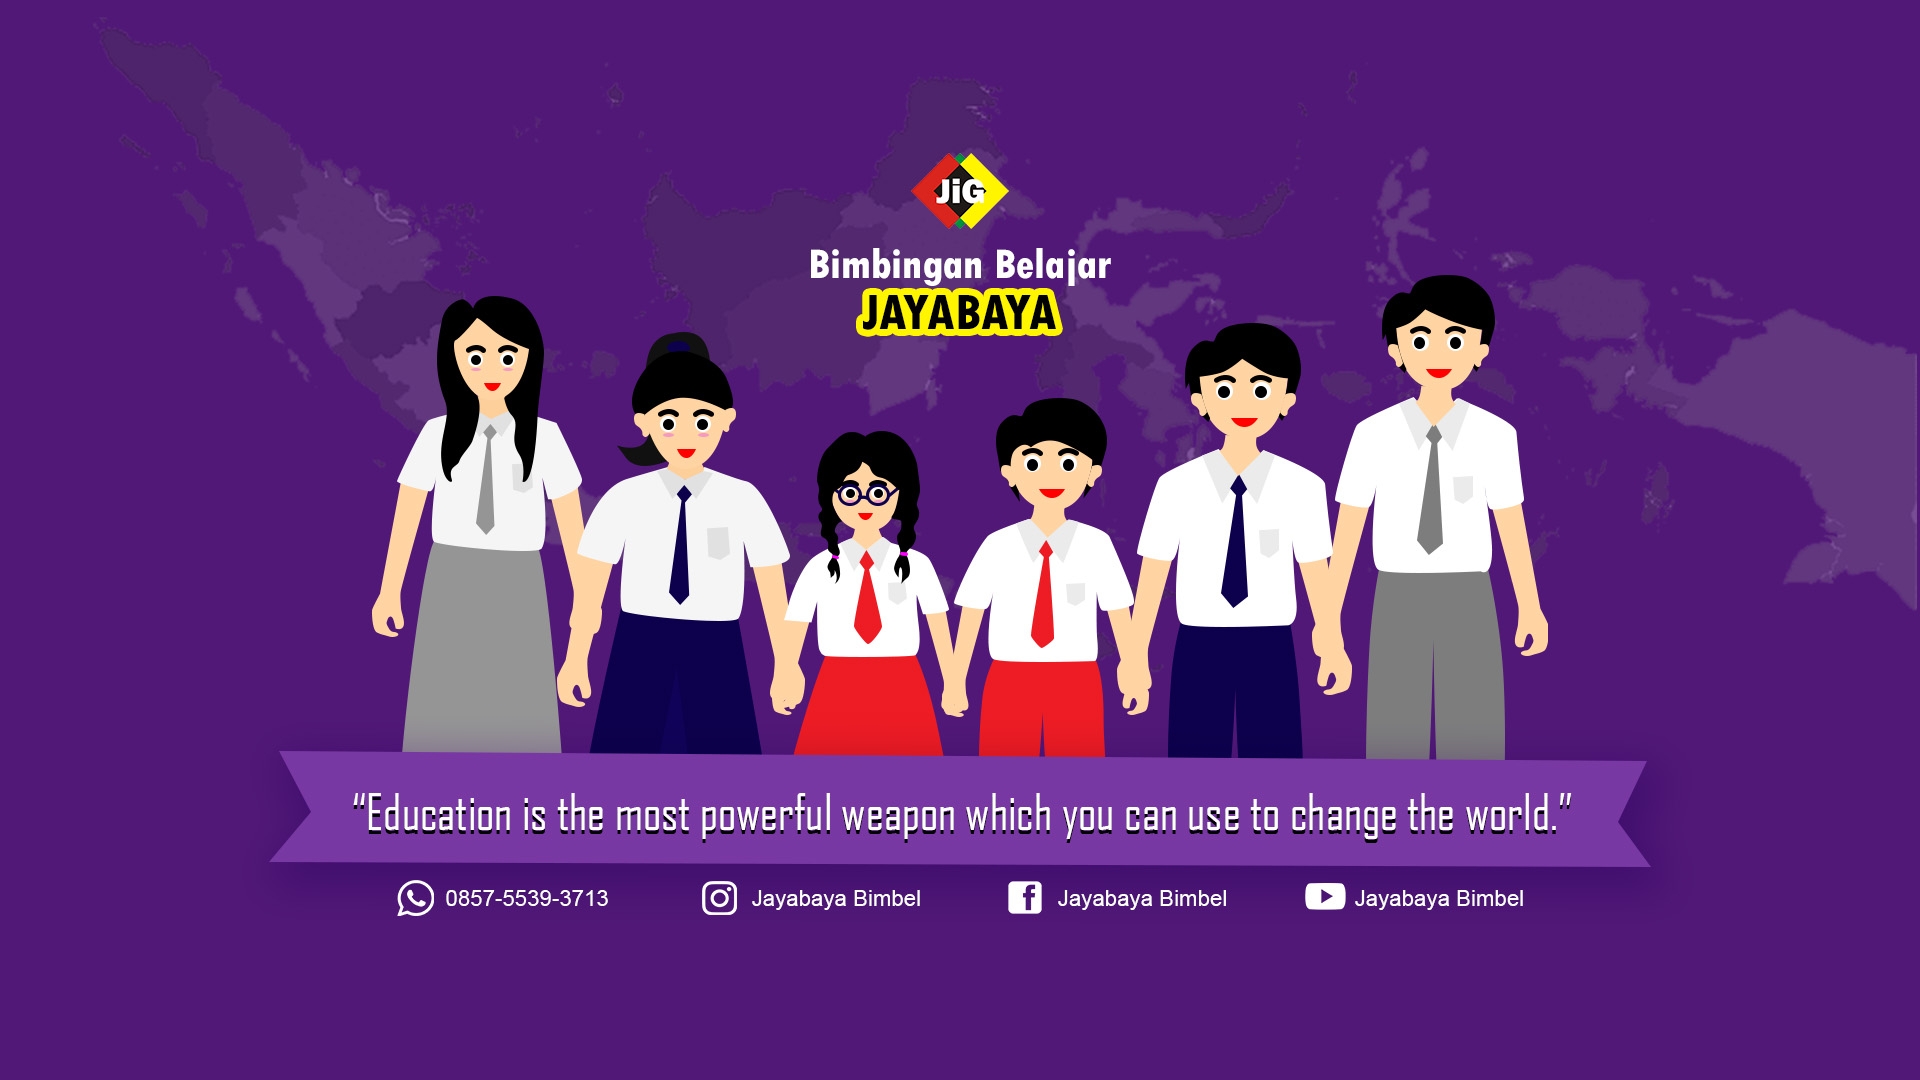 JiG
Bimbingan Belajar
JAYABAYA
“Education is the most powerful weapon which you can use to change the world.”
0857-5539-3713
Jayabaya Bimbel
Jayabaya Bimbel
Jayabaya Bimbel